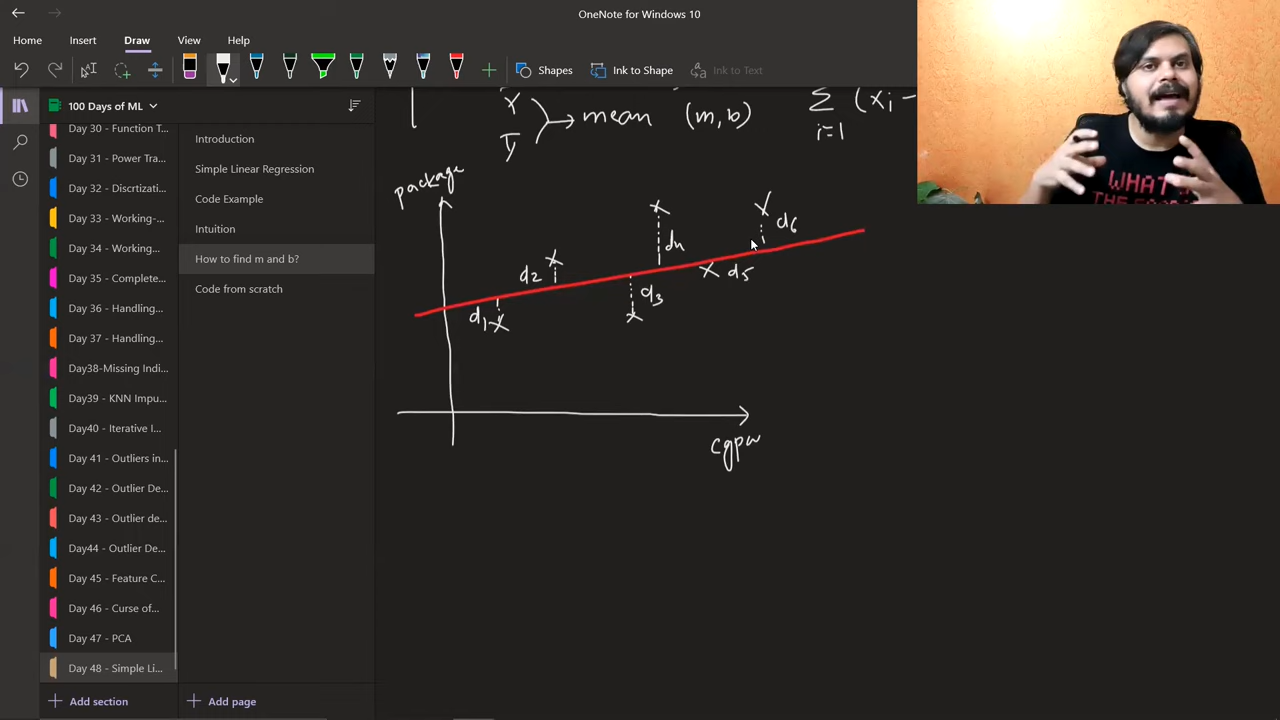 OneNote for Windows 10
Home Insert Draw View Help
Shapes Ink to Shape Ink to Text
100 Days of ML
Day 30 - Function T...
Day 31 - Power Tra...
Day 32 - Discrtizati...
Day 33 - Working-...
Day 34 - Working...
Day 35 - Complete...
Day 36 - Handling...
Day 37 - Handling...
Day38-Missing Indi...
Day39 - KNN Impu...
Day40 - Iterative I...
Day 41 - Outliers in...
Day 42 - Outlier De...
Day 43 - Outlier de...
Day44 - Outlier De...
Day 45 - Feature C...
Day 46 - Curse of...
Day 47 - PCA
Day 48 - Simple Li...
Add section
Introduction
Simple Linear Regression
Code Example
Intuition
How to find m and b?
Code from scratch
Add page
mean (m,b) ∑ (xi -
i=1
package
d1 d2 d3 d4 d5 d6
cgpa
WHAT